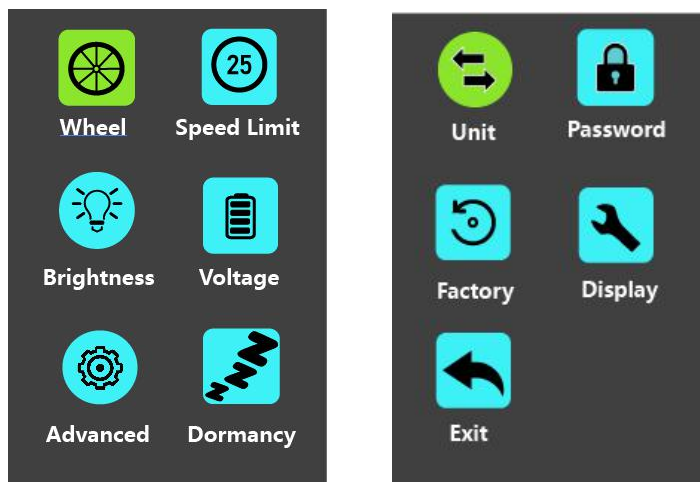 25
Wheel Speed Limit
Brightness Voltage
Advanced Dormancy
Unit Password
Factory Display
Exit